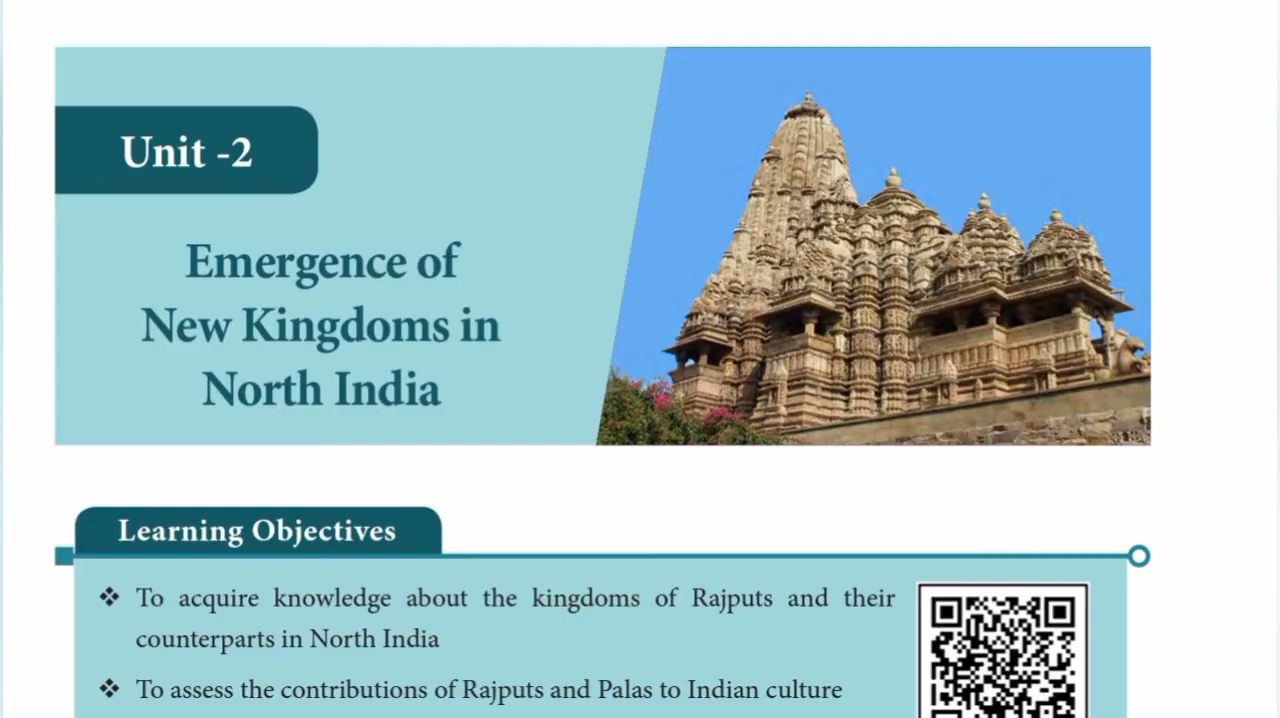 Unit -2
Emergence of
New Kingdoms in
North India
Learning Objectives
❖ To acquire knowledge about the kingdoms of Rajputs and their
counterparts in North India
❖ To assess the contributions of Rajputs and Palas to Indian culture